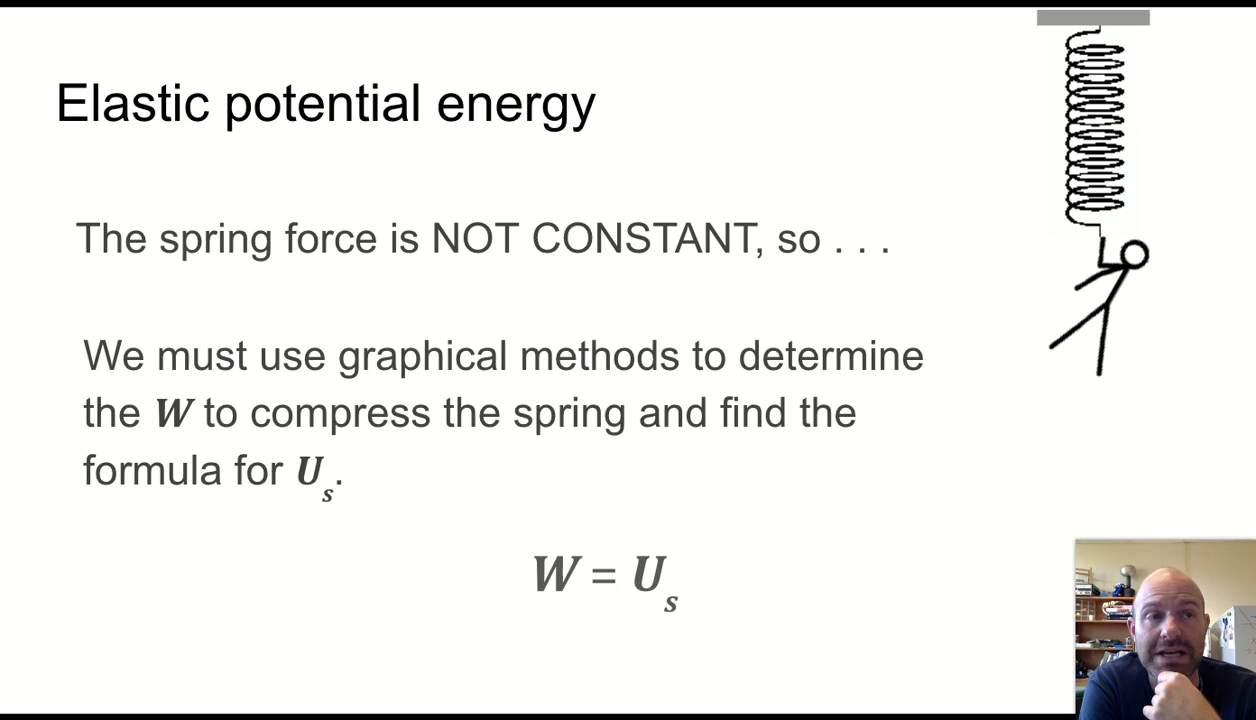 Elastic potential energy
The spring force is NOT CONSTANT, so . . .
We must use graphical methods to determine
the W to compress the spring and find the
formula for Uₛ.
W = Uₛ